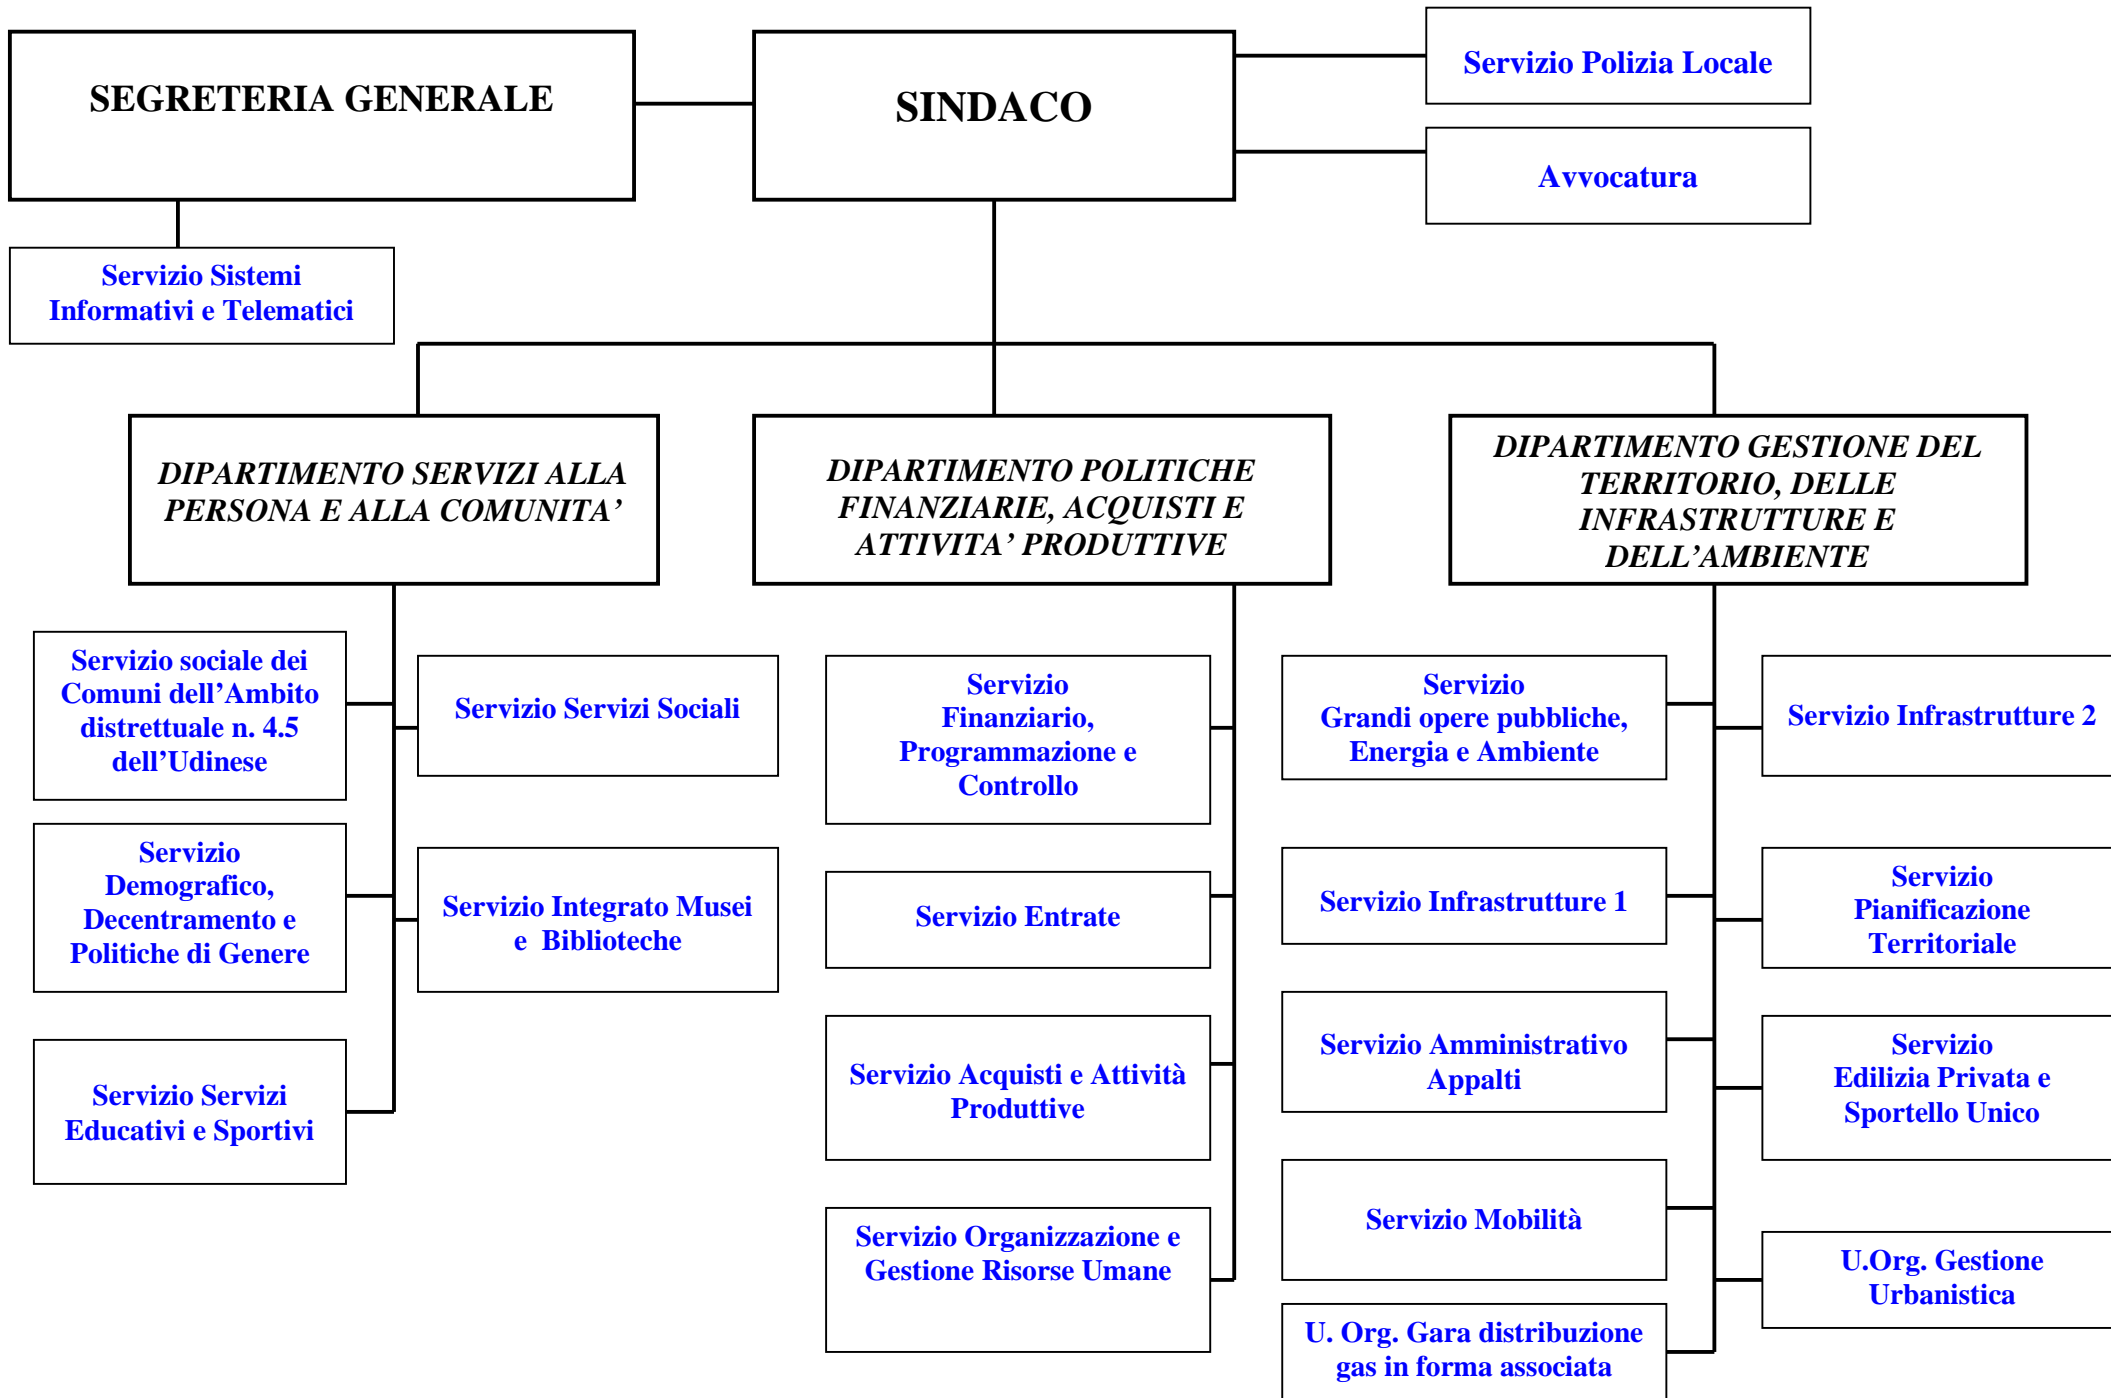 SEGRETERIA GENERALE
SINDACO
Servizio Polizia Locale
Avvocatura
Servizio Sistemi
Informativi e Telematici
DIPARTIMENTO SERVIZI ALLA
PERSONA E ALLA COMUNITA’
DIPARTIMENTO POLITICHE
FINANZIARIE, ACQUISTI E
ATTIVITA’ PRODUTTIVE
DIPARTIMENTO GESTIONE DEL
TERRITORIO, DELLE
INFRASTRUTTURE E
DELL’AMBIENTE
Servizio sociale dei
Comuni dell’Ambito
distrettuale n. 4.5
dell’Udinese
Servizio Servizi Sociali
Servizio
Demografico,
Decentramento e
Politiche di Genere
Servizio Integrato Musei
e Biblioteche
Servizio Servizi
Educativi e Sportivi
Servizio
Finanziario,
Programmazione e
Controllo
Servizio Entrate
Servizio Acquisti e Attività
Produttive
Servizio Organizzazione e
Gestione Risorse Umane
Servizio
Grandi opere pubbliche,
Energia e Ambiente
Servizio Infrastrutture 2
Servizio Infrastrutture 1
Servizio
Pianificazione
Territoriale
Servizio Amministrativo
Appalti
Servizio
Edilizia Privata e
Sportello Unico
Servizio Mobilità
U.Org. Gestione
Urbanistica
U. Org. Gara distribuzione
gas in forma associata